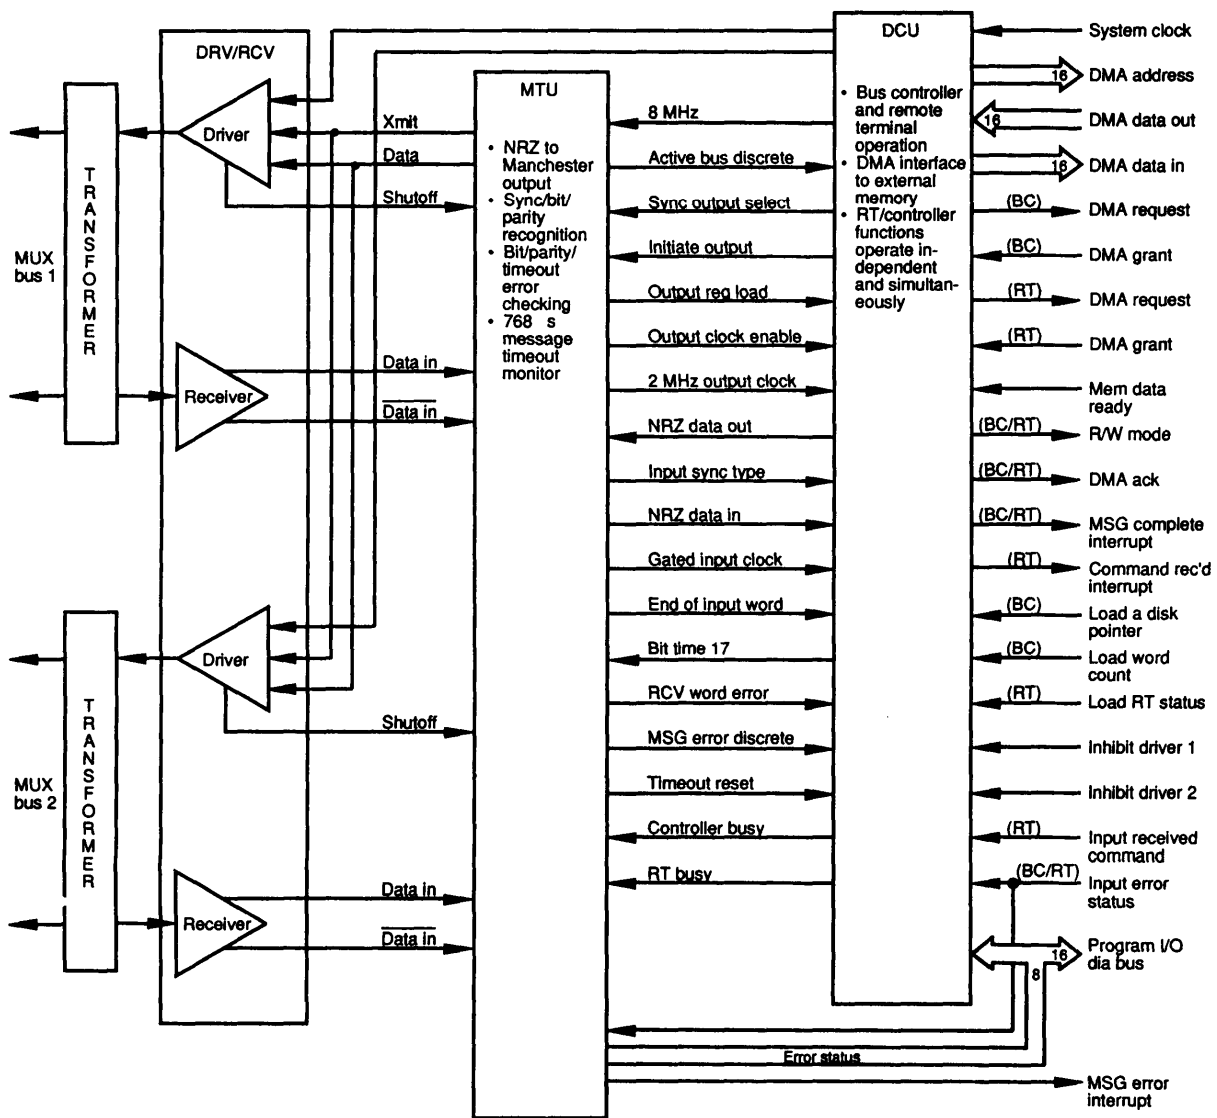 DRV/RCV
Driver
Shutoff
Xmit
Data
TRANSFORMER
MUX
bus 1
Receiver
Data in
Data in
Driver
Shutoff
TRANSFORMER
MUX
bus 2
Receiver
Data in
Data in
MTU
• NRZ to
Manchester
output
• Sync/bit/
parity
recognition
• Bit/parity/
timeout
error
checking
• 768 s
message
timeout
monitor
8 MHz
Active bus discrete
Sync output select
Initiate output
Output reg load
Output clock enable
2 MHz output clock
NRZ data out
Input sync type
NRZ data in
Gated input clock
End of input word
Bit time 17
RCV word error
MSG error discrete
Timeout reset
Controller busy
RT busy
DCU
• Bus controller
and remote
terminal
operation
• DMA interface
to external
memory
• RT/controller
functions
operate in-
dependent
and simultan-
eously
System clock
16 DMA address
16 DMA data out
16 DMA data in
(BC) DMA request
(BC) DMA grant
(RT) DMA request
(RT) DMA grant
Mem data
ready
(BC/RT) R/W mode
(BC/RT) DMA ack
(BC/RT) MSG complete
interrupt
(RT) Command rec'd
interrupt
(BC) Load a disk
pointer
(BC) Load word
count
(RT) Load RT status
Inhibit driver 1
Inhibit driver 2
(RT) Input received
command
(BC/RT) Input error
status
16 Program I/O
dia bus
8
Error status
MSG error
interrupt